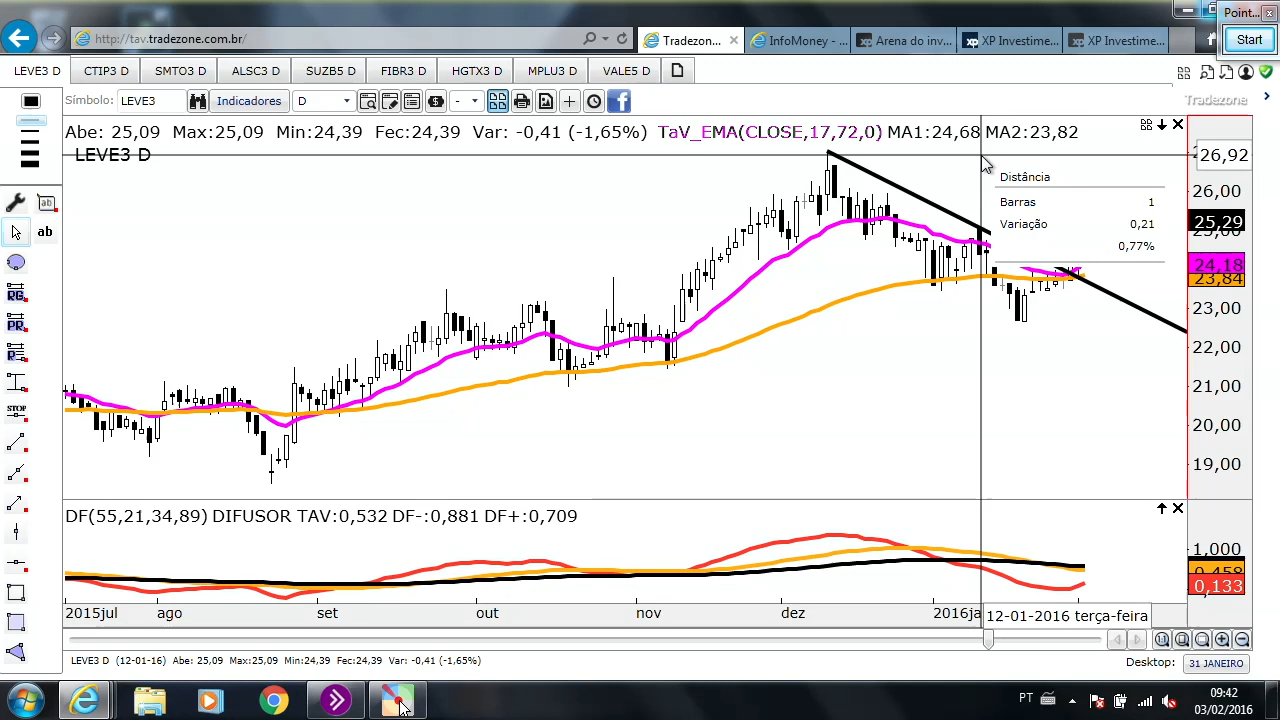 Point...
http://tav.tradezone.com.br/
Tradezon...
InfoMoney - ...
Arena do inv...
XP Investime...
XP Investime...
Start
LEVE3 D
CTIP3 D
SMTO3 D
ALSC3 D
SUZB5 D
FIBR3 D
HGTX3 D
MPLU3 D
VALE5 D
Símbolo:
LEVE3
Indicadores
D
-
Tradezone
Abe: 25,09 Max:25,09 Min:24,39 Fec:24,39 Var: -0,41 (-1,65%) TaV_EMA(CLOSE,17,72,0) MA1:24,68 MA2:23,82
LEVE3 D
26,92
Distância
Barras 1
Variação 0,21
0,77%
26,00
25,29
24,18
23,84
23,00
22,00
21,00
20,00
19,00
ab
ab
RG
PR
R
STOP
DF(55,21,34,89) DIFUSOR TAV:0,532 DF-:0,881 DF+:0,709
1,000
0,458
0,133
2015jul
ago
set
out
nov
dez
2016ja
12-01-2016 terça-feira
LEVE3 D (12-01-16) Abe: 25,09 Max:25,09 Min:24,39 Fec:24,39 Var: -0,41 (-1,65%)
Desktop:
31 JANEIRO
PT
09:42
03/02/2016